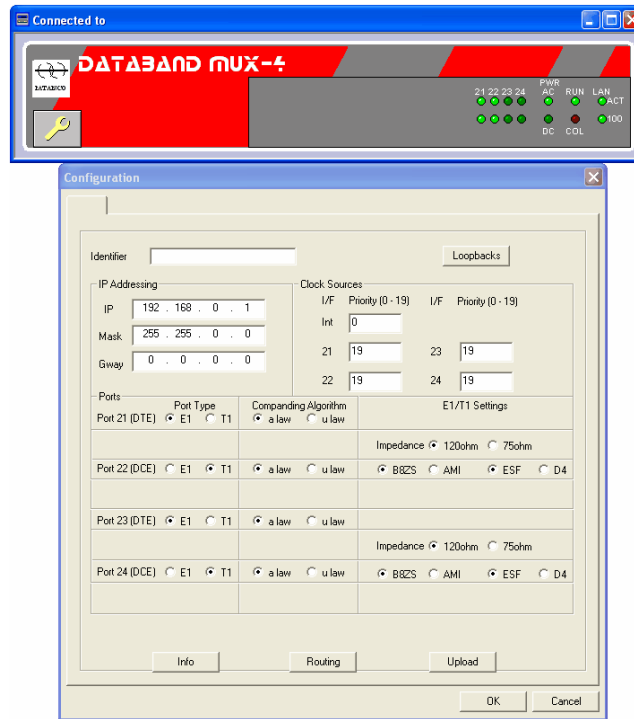 Connected to
DATABAND MUX-4
DATABAND
21 22 23 24
PWR
AC RUN LAN
ACT
100
DC COL
Configuration
Identifier
Loopbacks
IP Addressing
IP 192 . 168 . 0 . 1
Mask 255 . 255 . 0 . 0
Gway 0 . 0 . 0 . 0
Clock Sources
I/F Priority (0 - 19) I/F Priority (0 - 19)
Int 0
21 19 23 19
22 19 24 19
Ports
Port Type Companding Algorithm E1/T1 Settings
Port 21 (DTE) E1 T1 a law u law
Impedance 120ohm 75ohm
Port 22 (DCE) E1 T1 a law u law B8ZS AMI ESF D4
Port 23 (DTE) E1 T1 a law u law
Impedance 120ohm 75ohm
Port 24 (DCE) E1 T1 a law u law B8ZS AMI ESF D4
Info Routing Upload
OK Cancel